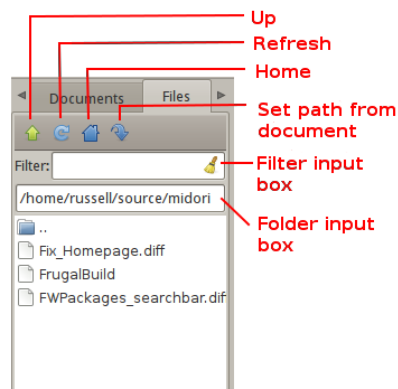 Up
Refresh
Home
Documents
Files
Set path from
document
Filter:
Filter input
box
/home/russell/source/midori
Folder input
box
..
Fix_Homepage.diff
FrugalBuild
FWPackages_searchbar.dif